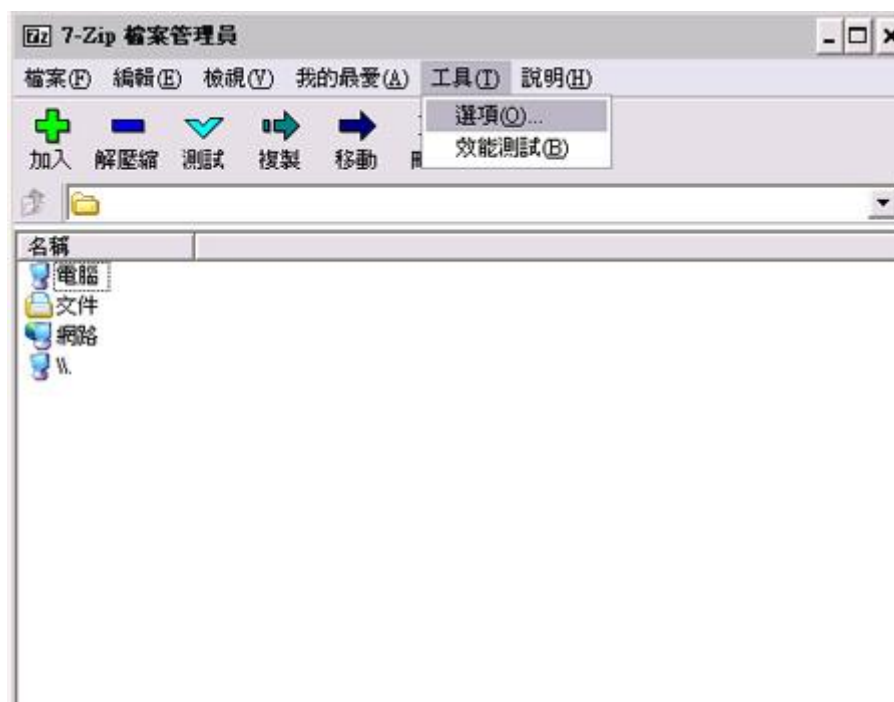 7z 7-Zip 檔案管理員
檔案(F) 編輯(E) 檢視(V) 我的最愛(A) 工具(T) 說明(H)
選項(O)...
效能測試(B)
加入 解壓縮 測試 複製 移動
名稱
電腦
文件
網路
\\.